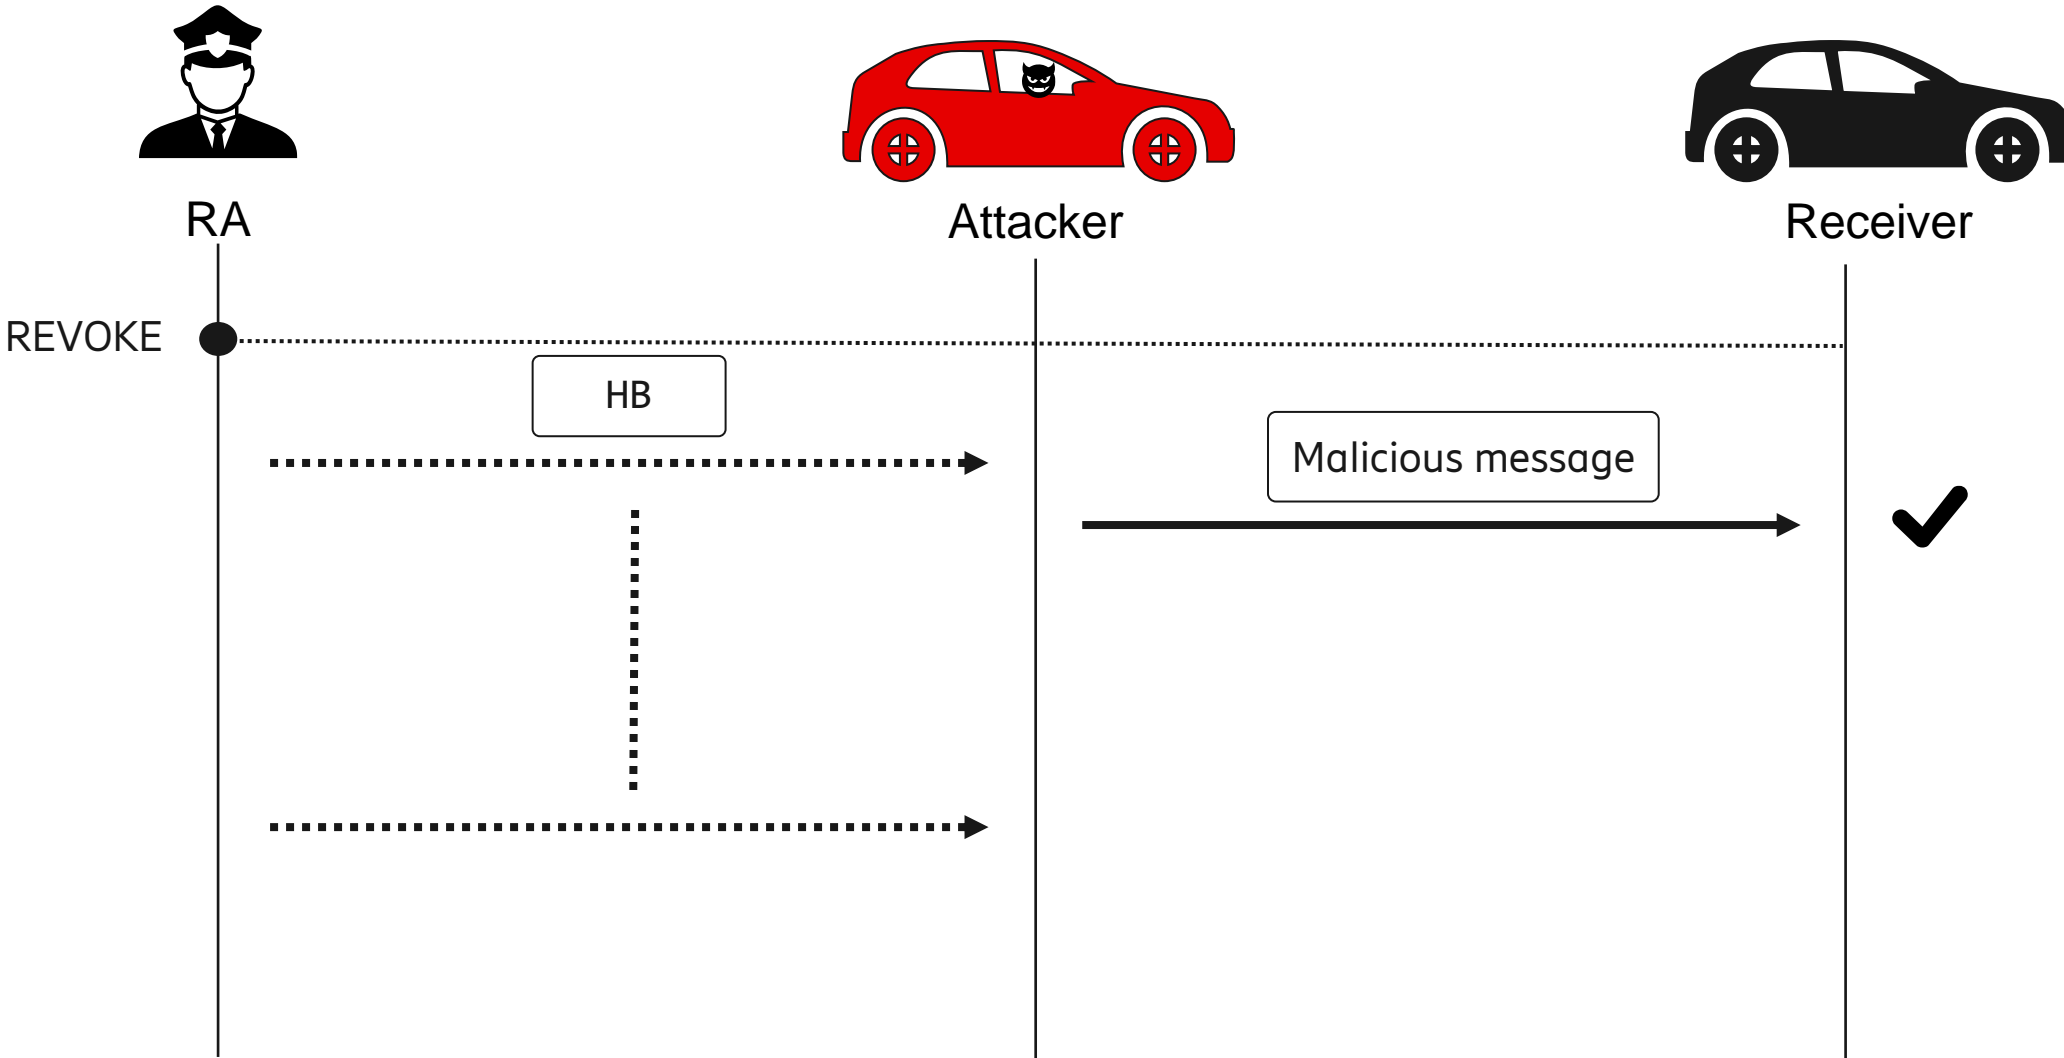 RA
Attacker
Receiver
REVOKE
HB
Malicious message